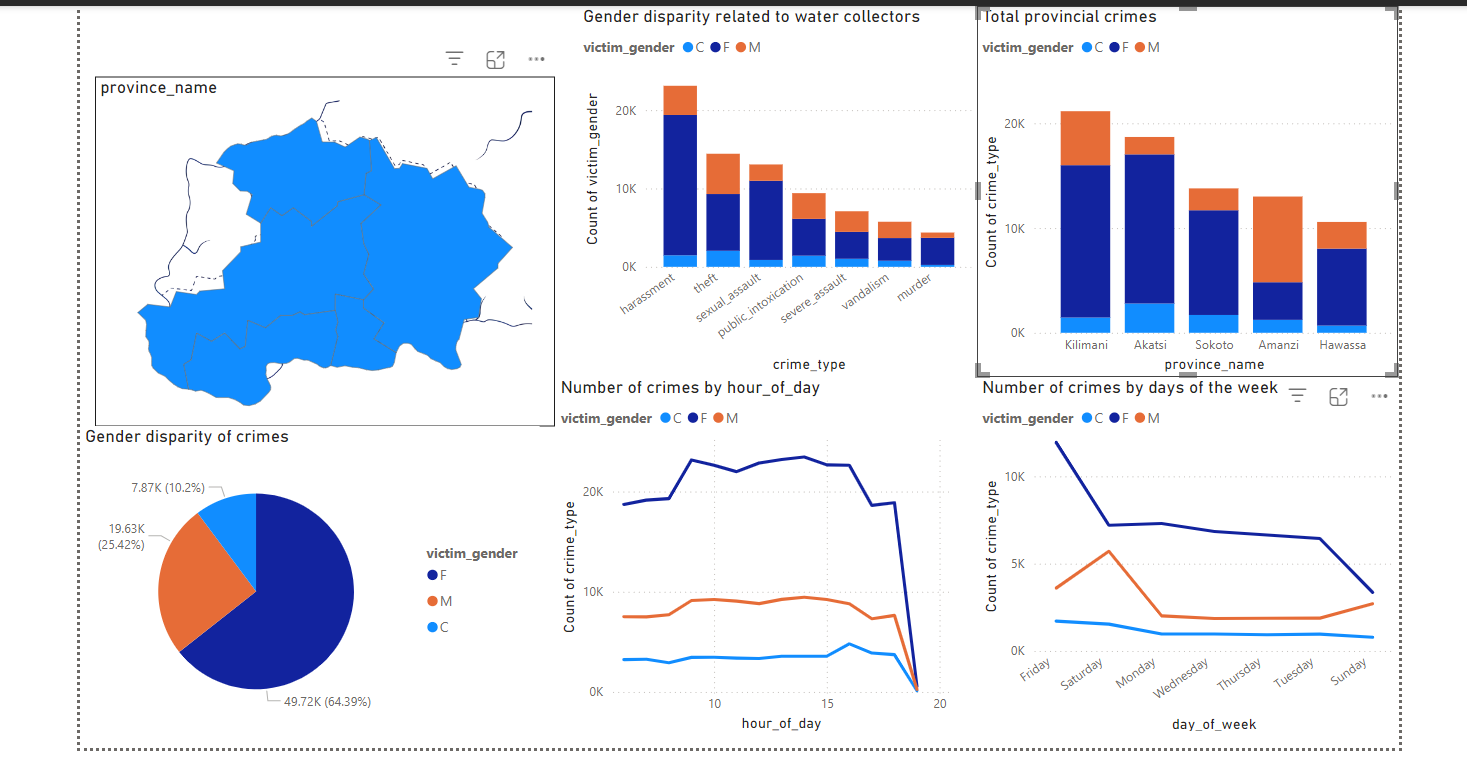 province_name
Gender disparity related to water collectors
victim_gender C F M
Count of victim_gender
20K
10K
0K
harassment
theft
sexual_assault
public_intoxication
severe_assault
vandalism
murder
crime_type
Total provincial crimes
victim_gender C F M
Count of crime_type
20K
10K
0K
Kilimani Akatsi Sokoto Amanzi Hawassa
province_name
Gender disparity of crimes
7.87K (10.2%)
19.63K
(25.42%)
49.72K (64.39%)
victim_gender
F
M
C
Number of crimes by hour_of_day
victim_gender C F M
Count of crime_type
20K
10K
0K
10 15 20
hour_of_day
Number of crimes by days of the week
victim_gender C F M
Count of crime_type
10K
5K
0K
Friday
Saturday
Monday
Wednesday
Thursday
Tuesday
Sunday
day_of_week